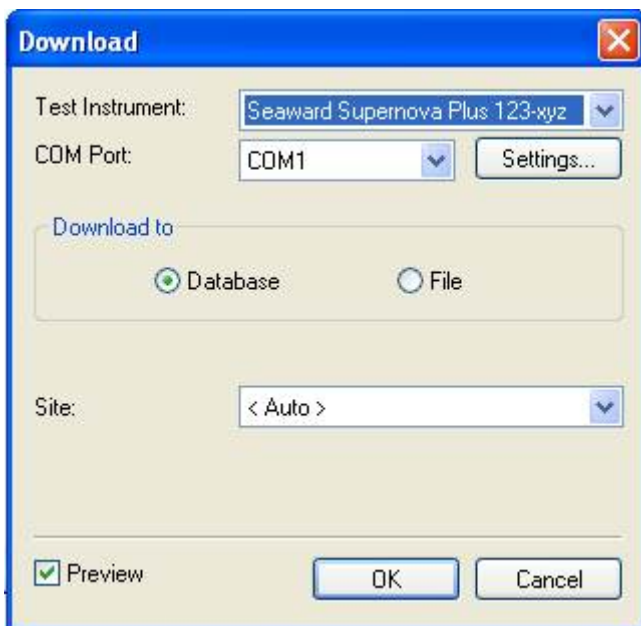 Download
Test Instrument: Seaward Supernova Plus 123-xyz
COM Port: COM1 Settings...
Download to
Database File
Site: < Auto >
Preview OK Cancel